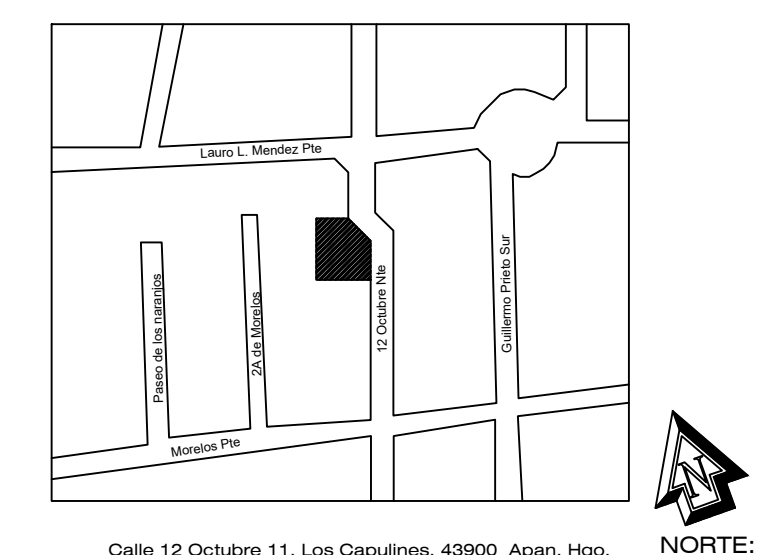 Lauro L. Mendez Pte
Paseo de los naranjos
2A de Morelos
12 Octubre Nte
Guillermo Prieto Sur
Morelos Pte
N
NORTE:
Calle 12 Octubre 11, Los Capulines, 43900 Apan, Hgo.